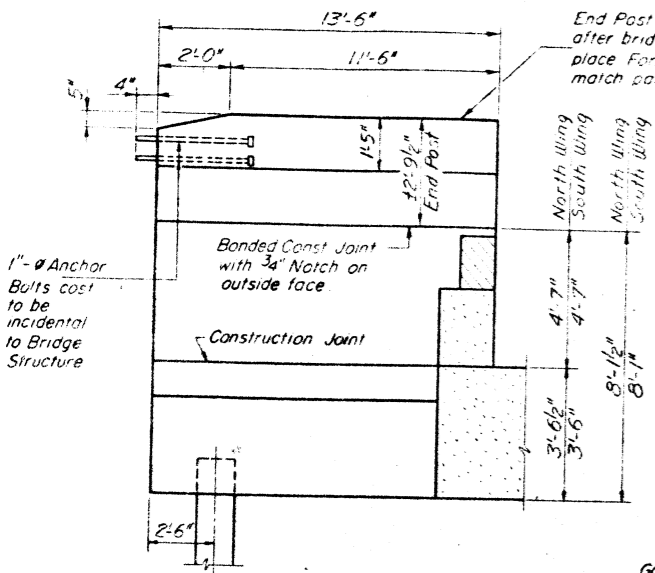 13'-6"
2'-0"
11'-6"
4"
5"
1'-5"
±2'-9½"
End Post
End Post
after brid
place For
match pa
North Wing
South Wing
North Wing
South Wing
Bonded Const Joint
with ¾" Notch on
outside face
1"-ø Anchor
Bolts cost
to be
incidental
to Bridge
Structure
Construction Joint
4'-7"
4'-7"
8'-1½"
8'-1"
3'-6½"
3'-6"
2'-6"